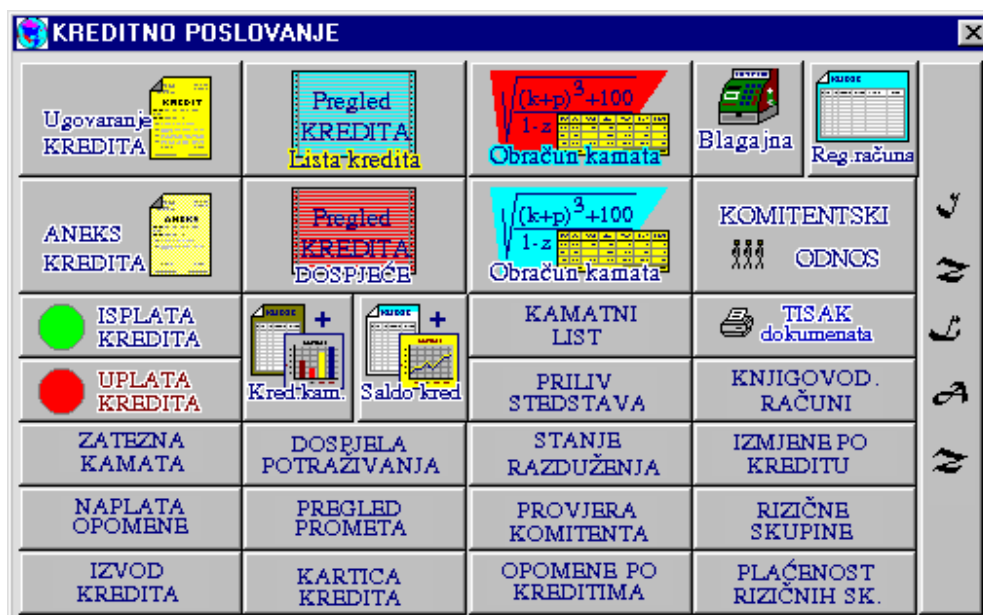 KREDITNO POSLOVANJE
Ugovaranje
KREDITA
KREDIT
Pregled
KREDITA
Lista kredita
(k+p)³+100
1-z
Obračun kamata
Blagajna
Reg.računa
ANEKS
KREDITA
ANEKS
Pregled
KREDITA
DOSPJEĆE
(k+p)³+100
1-z
Obračun kamata
KOMITENTSKI
ODNOS
ISPLATA
KREDITA
UPLATA
KREDITA
+
Kred.kam.
+
Saldo kred
KAMATNI
LIST
TISAK
dokumenata
PRILIV
STEDSTAVA
KNJIGOVOD.
RAČUNI
ZATEZNA
KAMATA
DOSPJELA
POTRAŽIVANJA
STANJE
RAZDUŽENJA
IZMJENE PO
KREDITU
NAPLATA
OPOMENE
PREGLED
PROMETA
PROVJERA
KOMITENTA
RIZIČNE
SKUPINE
IZVOD
KREDITA
KARTICA
KREDITA
OPOMENE PO
KREDITIMA
PLAĆENOST
RIZIČNIH SK.
I
Z
L
A
Z